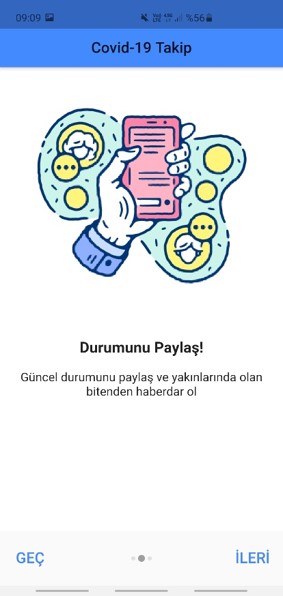 09:09 %56
Covid-19 Takip
Durumunu Paylaş!
Güncel durumunu paylaş ve yakınlarında olan
bitenden haberdar ol
GEÇ İLERİ